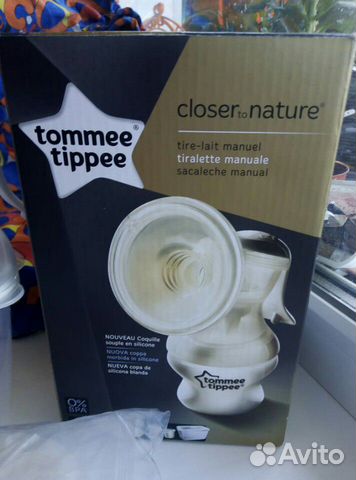 tommee®
tippee
closer to nature®
tire-lait manuel
tiralette manuale
sacaleche manual
NOUVEAU Coquille
souple en silicone
NUOVA coppa
morbida in silicone
NUEVA copa de
silicona blanda
tommee
tippee®
0%
BPA
Avito